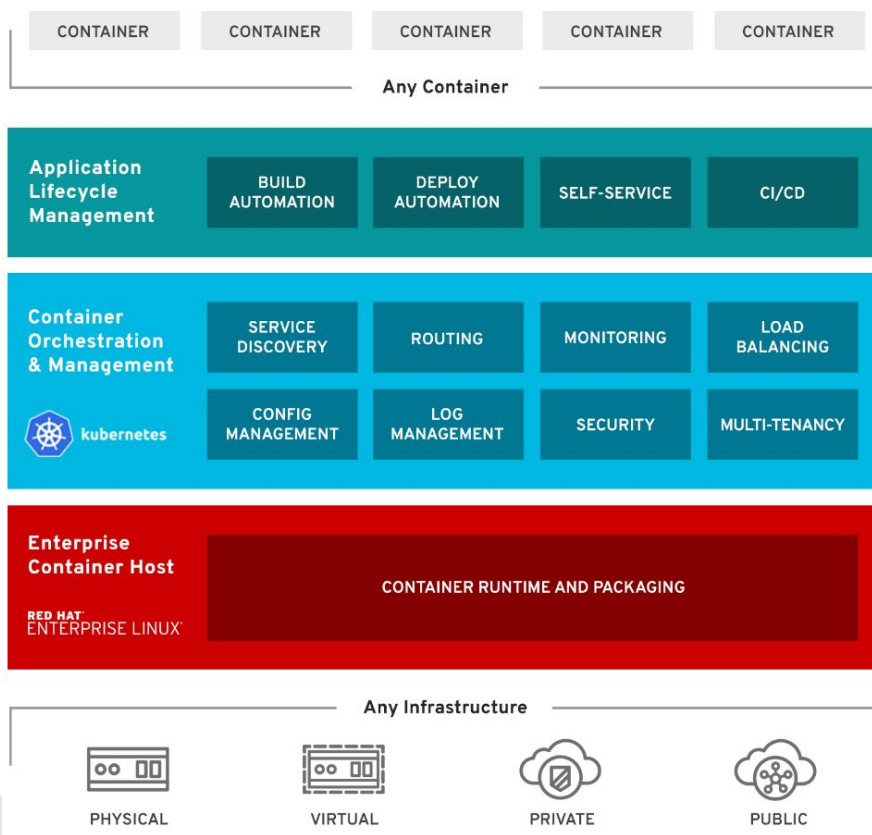 CONTAINER CONTAINER CONTAINER CONTAINER CONTAINER
Any Container
Application
Lifecycle
Management
BUILD
AUTOMATION
DEPLOY
AUTOMATION
SELF-SERVICE
CI/CD
Container
Orchestration
& Management
kubernetes
SERVICE
DISCOVERY
ROUTING
MONITORING
LOAD
BALANCING
CONFIG
MANAGEMENT
LOG
MANAGEMENT
SECURITY
MULTI-TENANCY
Enterprise
Container Host
RED HAT
ENTERPRISE LINUX
CONTAINER RUNTIME AND PACKAGING
Any Infrastructure
PHYSICAL VIRTUAL PRIVATE PUBLIC